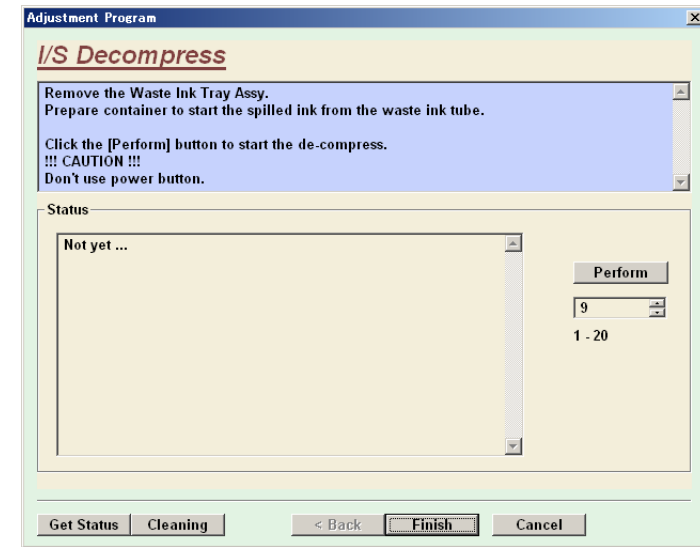 Adjustment Program
I/S Decompress
Remove the Waste Ink Tray Assy.
Prepare container to start the spilled ink from the waste ink tube.
Click the [Perform] button to start the de-compress.
!!! CAUTION !!!
Don't use power button.
Status
Not yet ...
Perform
9
1 - 20
Get Status
Cleaning
< Back
Finish
Cancel